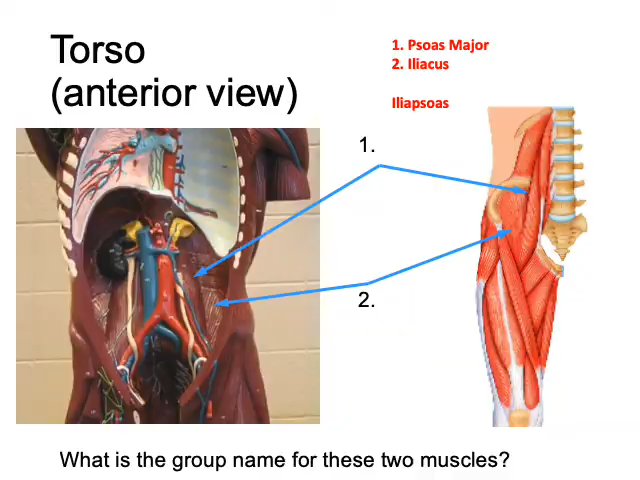 Torso
(anterior view)
1. Psoas Major
2. Iliacus
Iliapsoas
1.
2.
What is the group name for these two muscles?